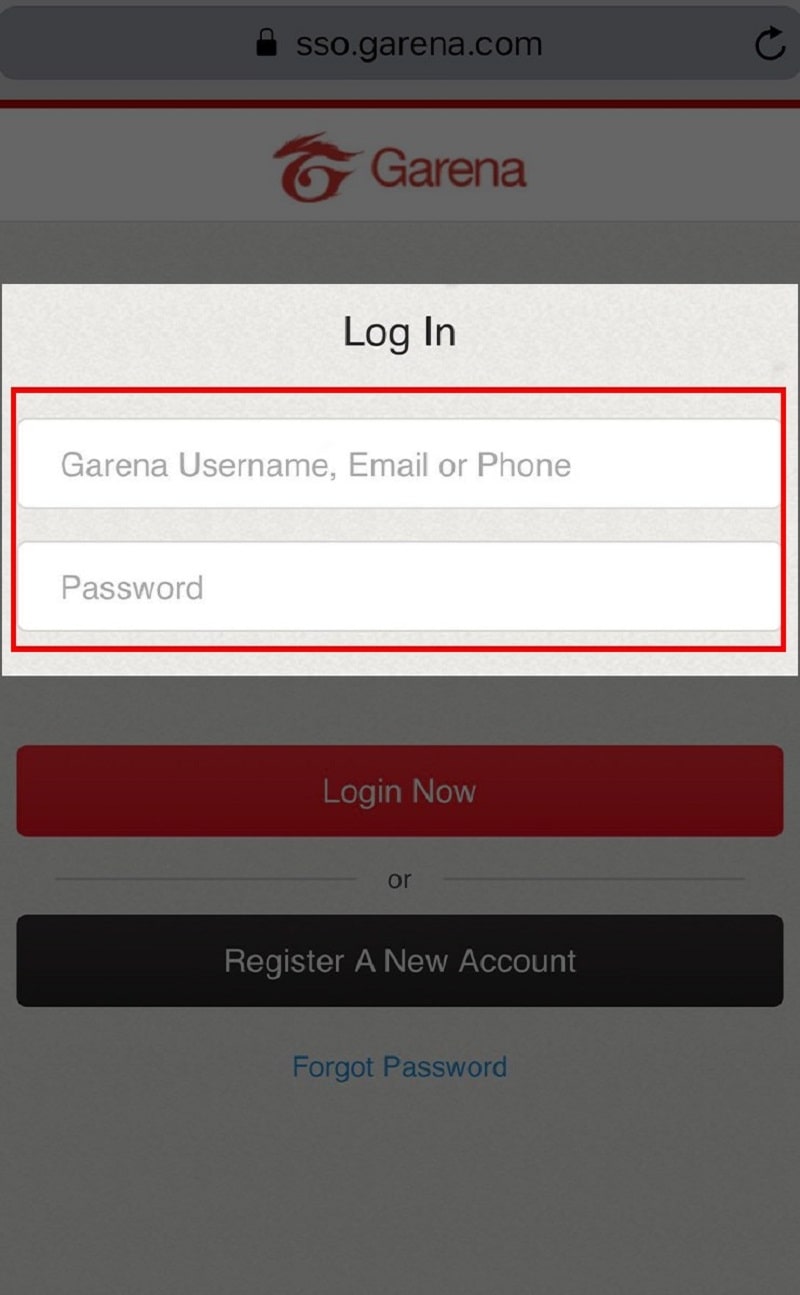 sso.garena.com
Garena
Log In
Garena Username, Email or Phone
Password
Login Now
or
Register A New Account
Forgot Password